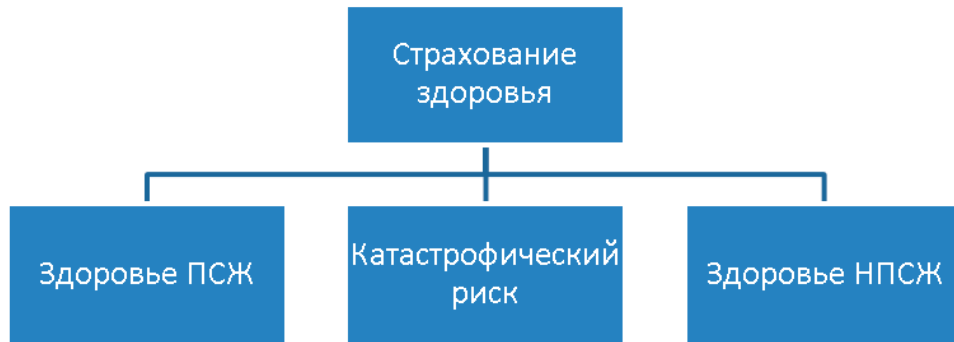 Страхование
здоровья
Здоровье ПСЖ
Катастрофический
риск
Здоровье НПСЖ